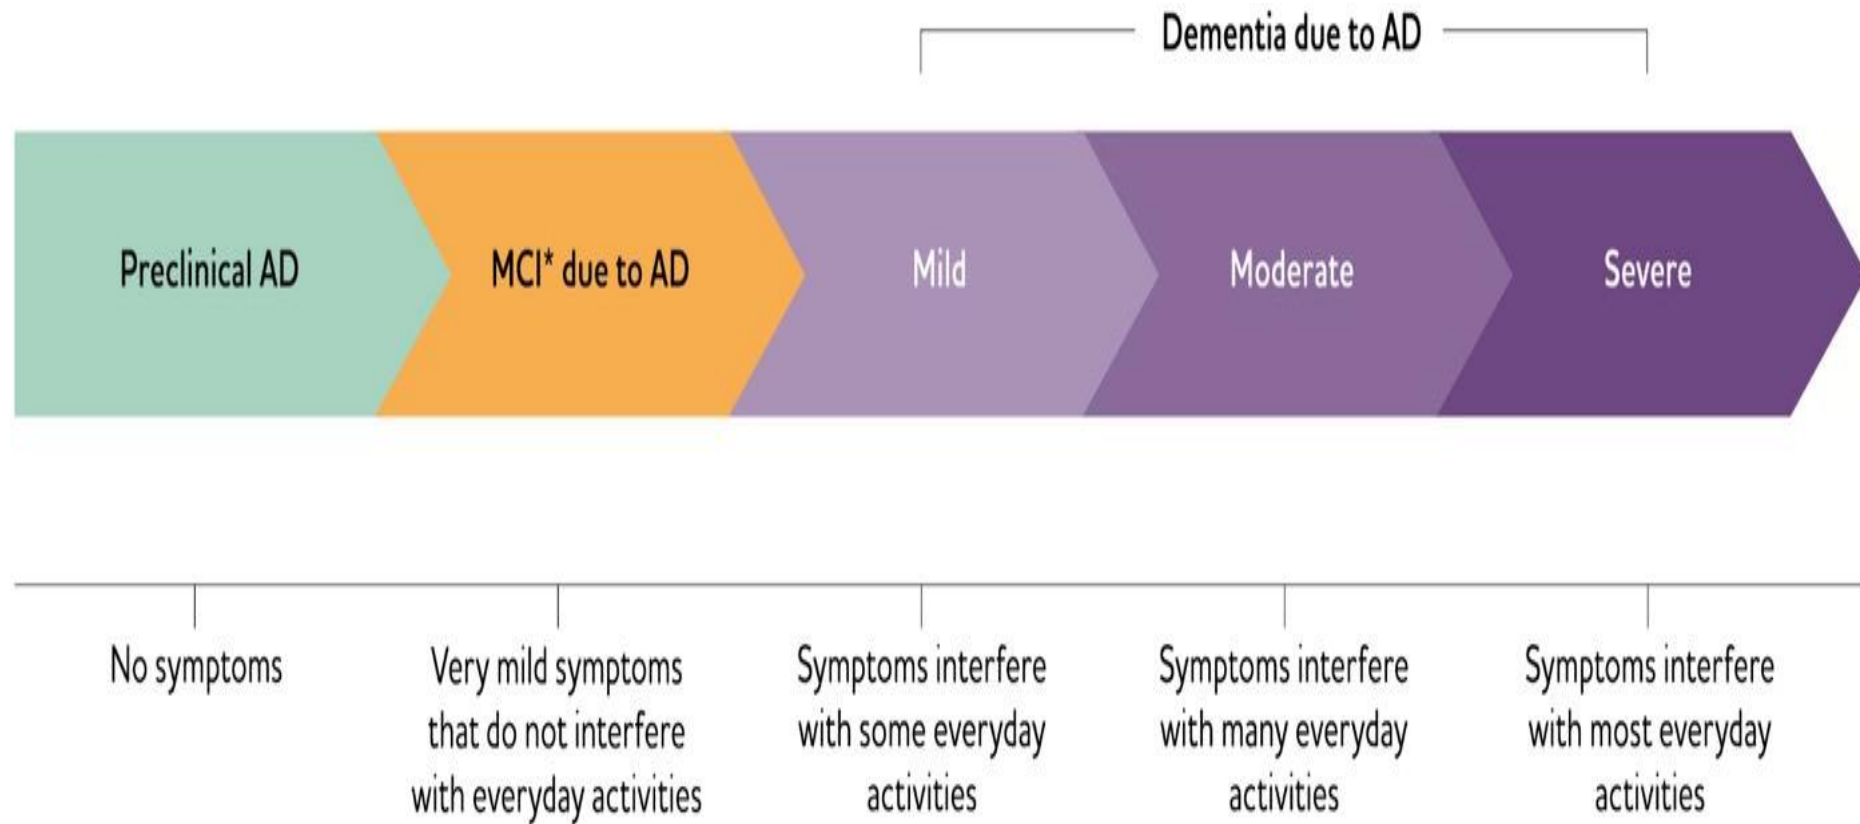 Dementia due to AD
Preclinical AD
MCI* due to AD
Mild
Moderate
Severe
No symptoms
Very mild symptoms
that do not interfere
with everyday activities
Symptoms interfere
with some everyday
activities
Symptoms interfere
with many everyday
activities
Symptoms interfere
with most everyday
activities